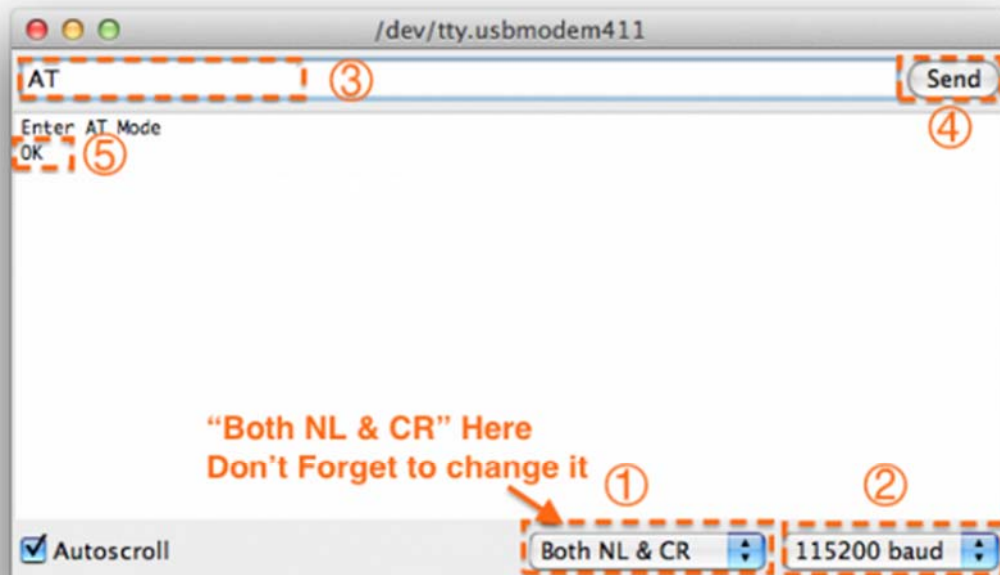 /dev/tty.usbmodem411
AT ③ Send
④
Enter AT Mode
OK ⑤
“Both NL & CR” Here
Don't Forget to change it
① ②
Autoscroll Both NL & CR 115200 baud